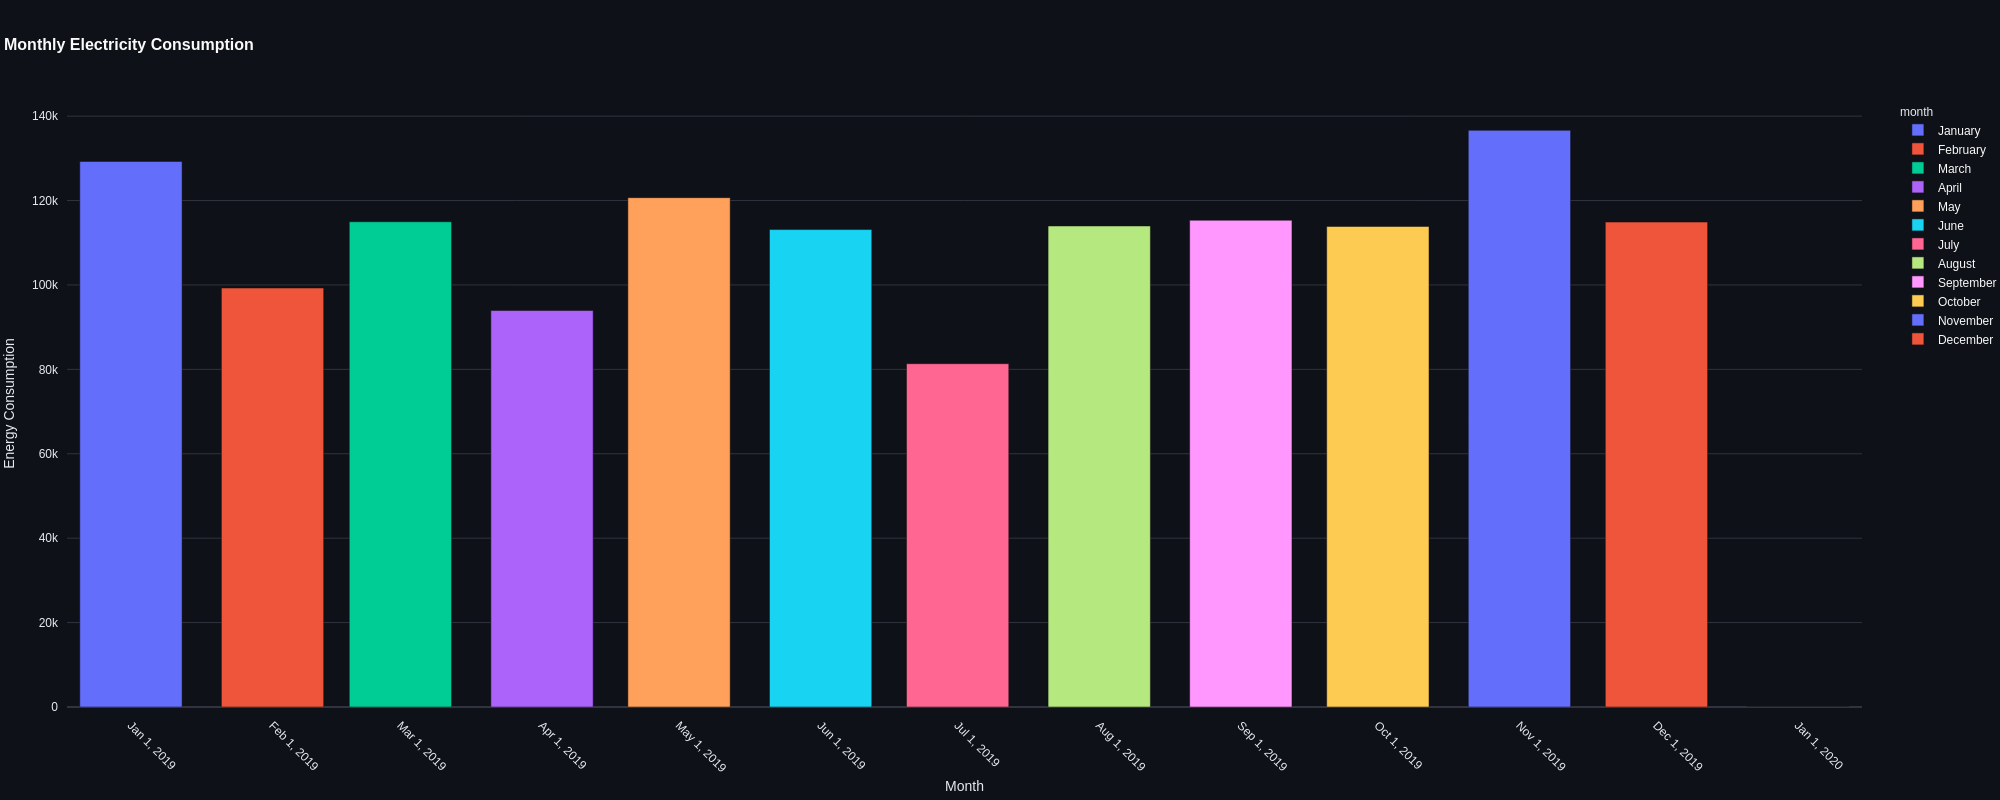 Monthly Electricity Consumption
140k
120k
100k
80k
60k
40k
20k
0
Energy Consumption
Jan 1, 2019
Feb 1, 2019
Mar 1, 2019
Apr 1, 2019
May 1, 2019
Jun 1, 2019
Jul 1, 2019
Aug 1, 2019
Sep 1, 2019
Oct 1, 2019
Nov 1, 2019
Dec 1, 2019
Jan 1, 2020
Month
month
January
February
March
April
May
June
July
August
September
October
November
December